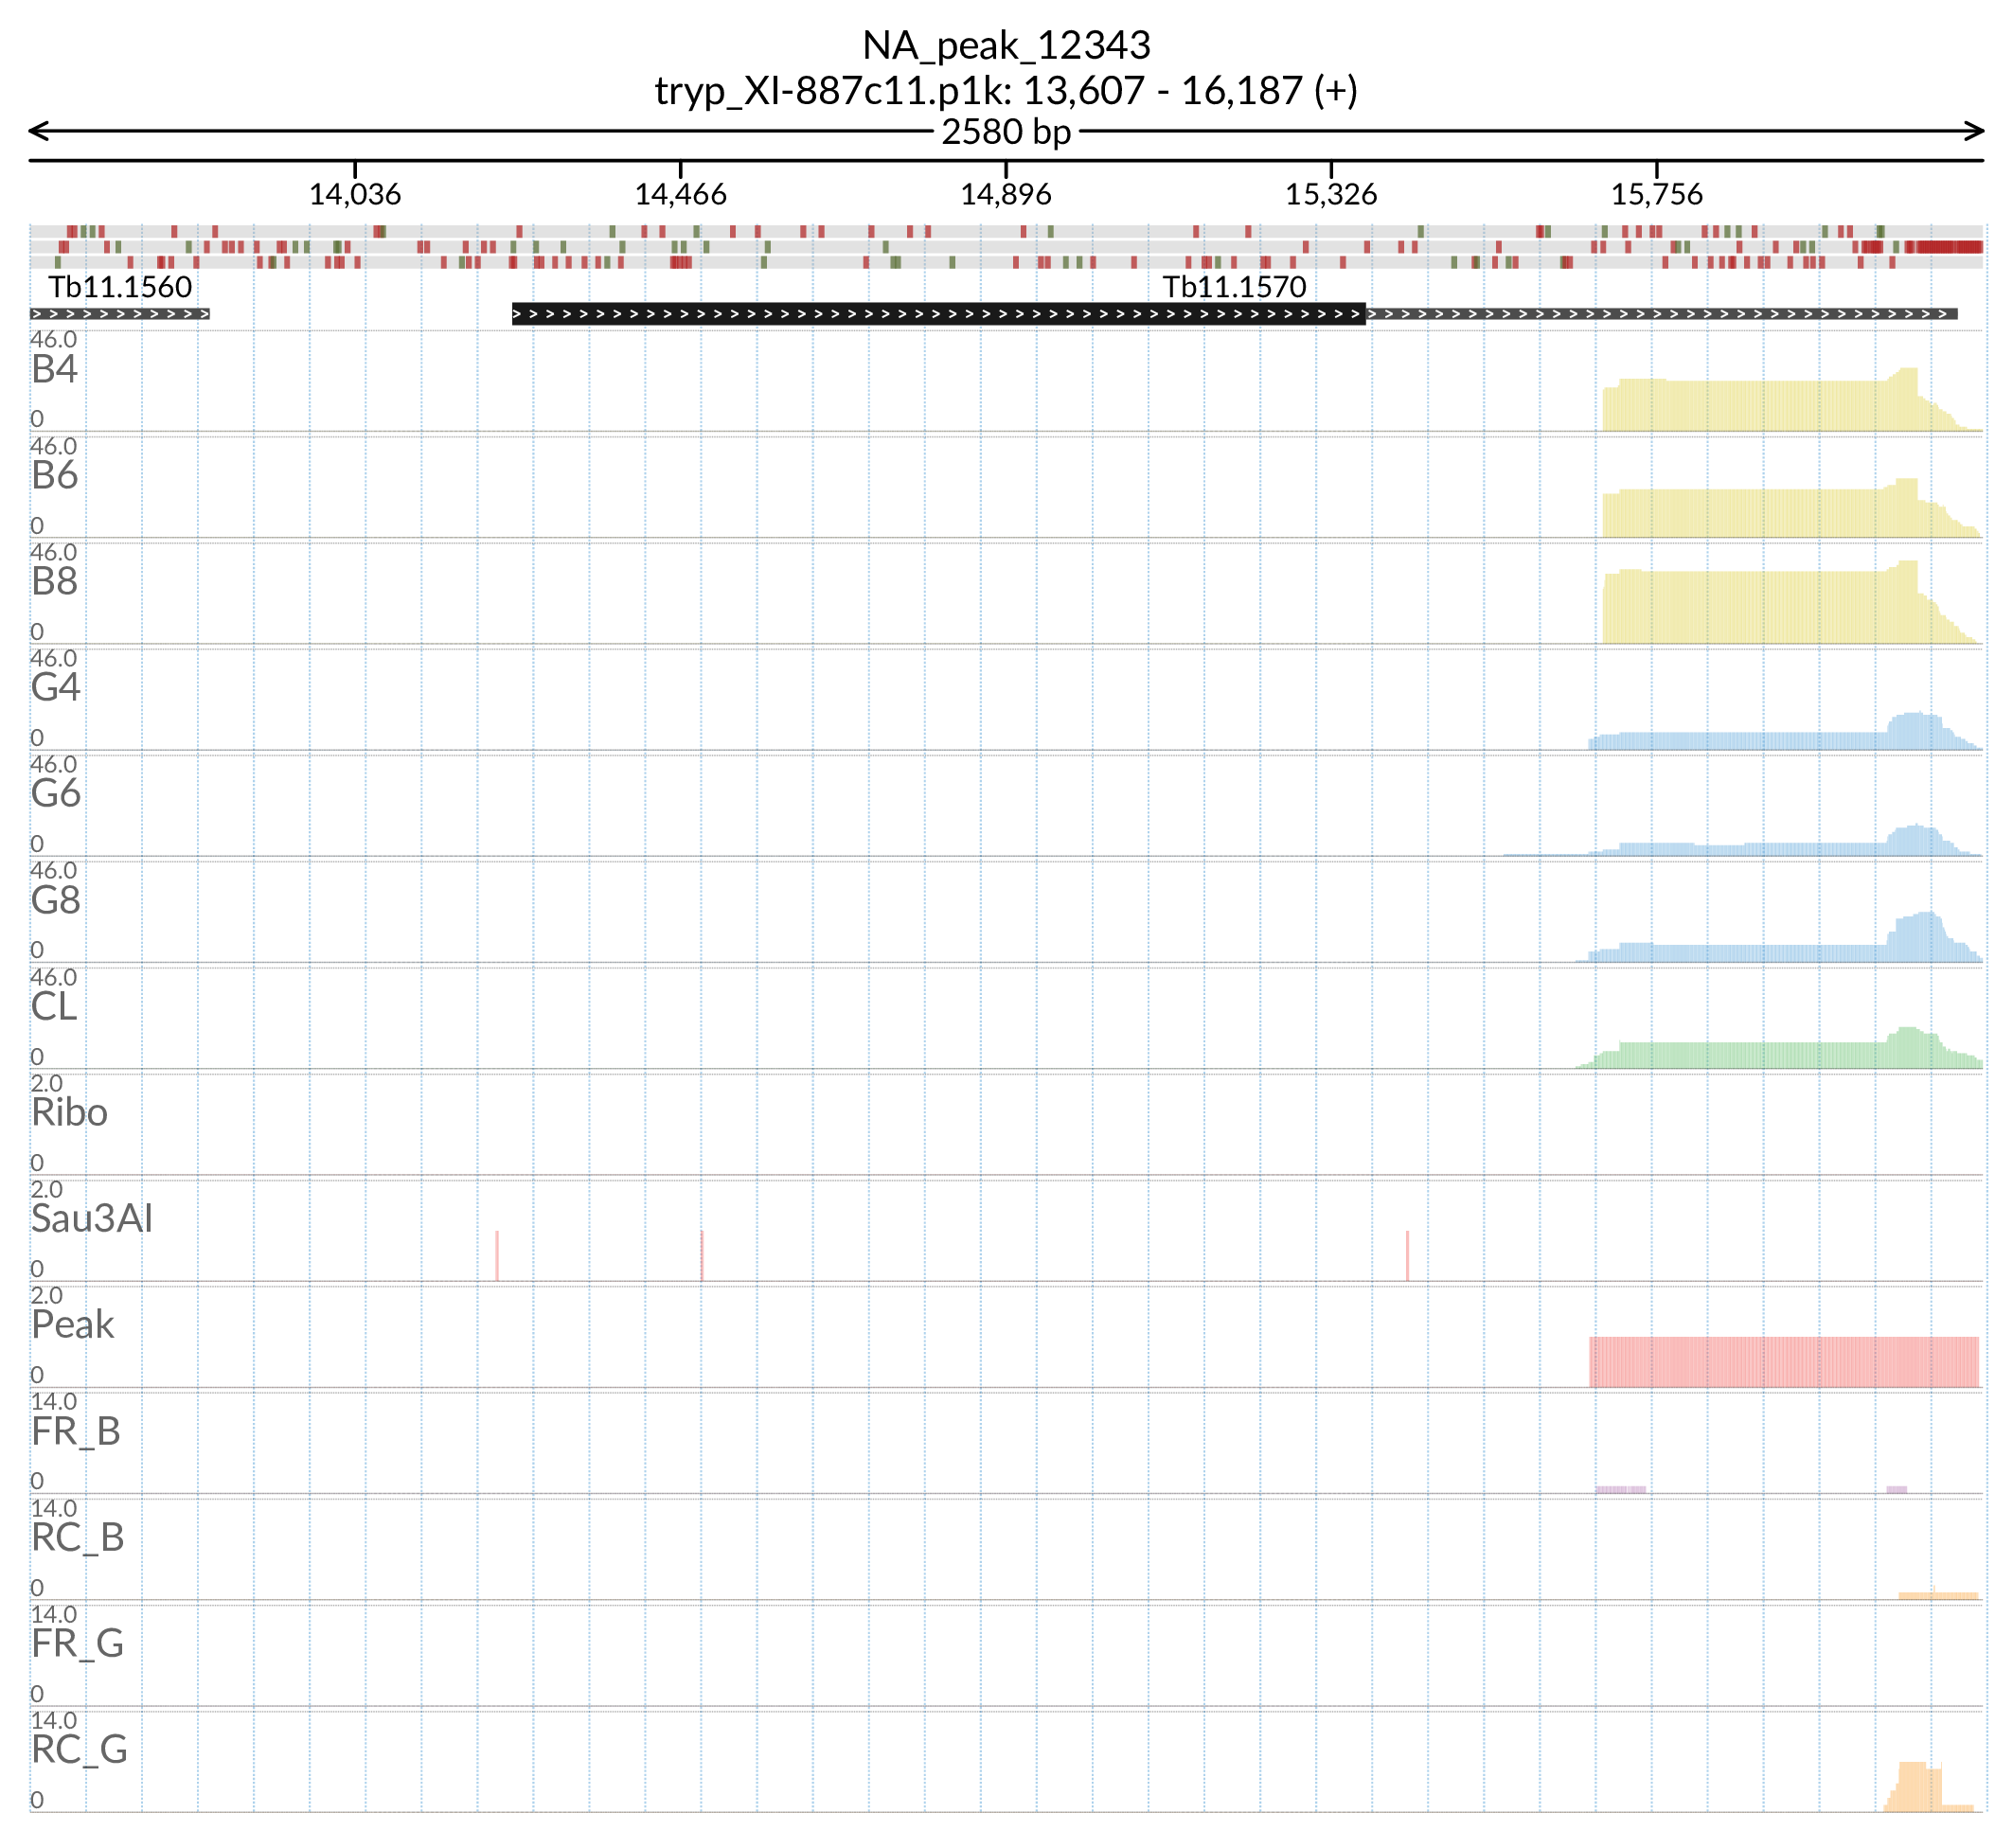 NA_peak_12343
tryp_XI-887c11.p1k: 13,607 - 16,187 (+)
2580 bp
14,036 14,466 14,896 15,326 15,756
Tb11.1560 Tb11.1570
46.0
B4
0
46.0
B6
0
46.0
B8
0
46.0
G4
0
46.0
G6
0
46.0
G8
0
46.0
CL
0
2.0
Ribo
0
2.0
Sau3AI
0
2.0
Peak
0
14.0
FR_B
0
14.0
RC_B
0
14.0
FR_G
0
14.0
RC_G
0